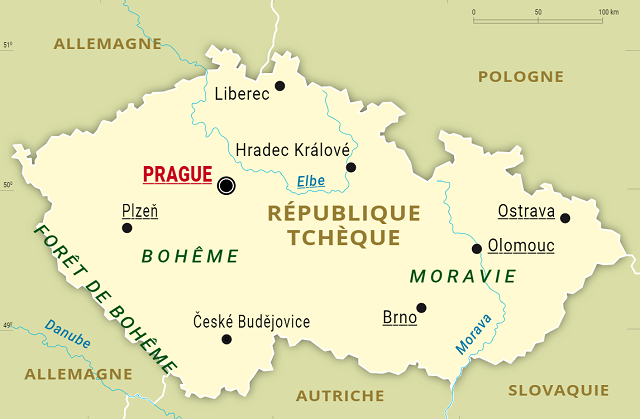 0 50 100 km
ALLEMAGNE
51°
POLOGNE
Liberec
Hradec Králové
PRAGUE
Elbe
50°
Plzeň
RÉPUBLIQUE
TCHÈQUE
Ostrava
Olomouc
BOHÊME
MORAVIE
FORÊT DE BOHÊME
Brno
České Budějovice
49°
Danube
Morava
ALLEMAGNE
AUTRICHE
SLOVAQUIE